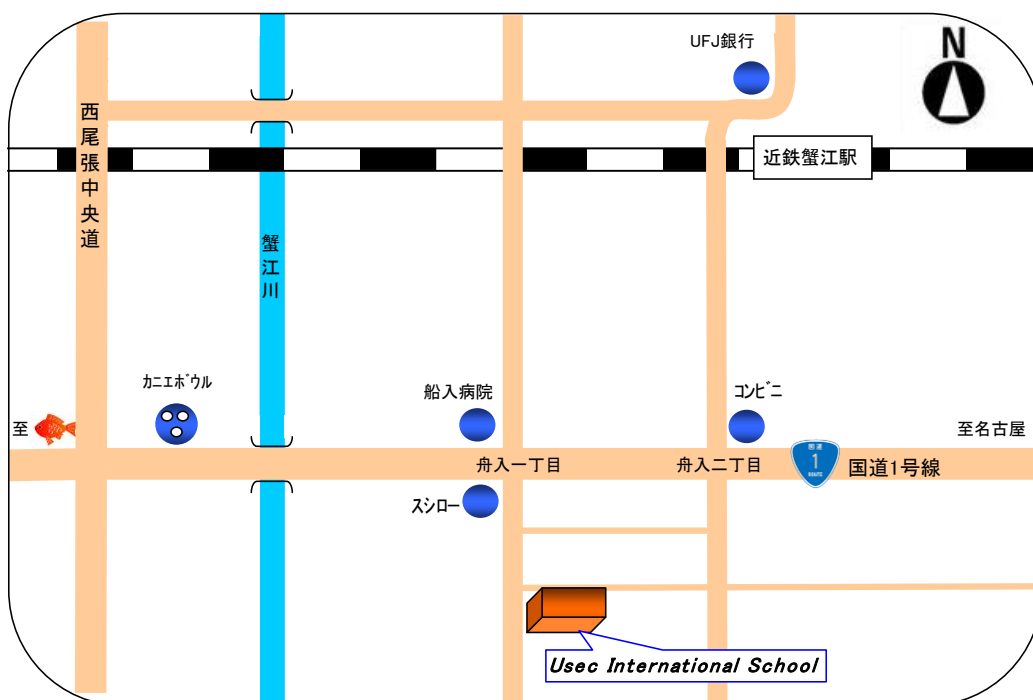 UFJ銀行
N
西尾張中央道
近鉄蟹江駅
蟹江川
カニエボウル
船入病院
コンビニ
至
至名古屋
舟入一丁目
舟入二丁目
国道
1
ROUTE
国道1号線
スシロー
Usec International School